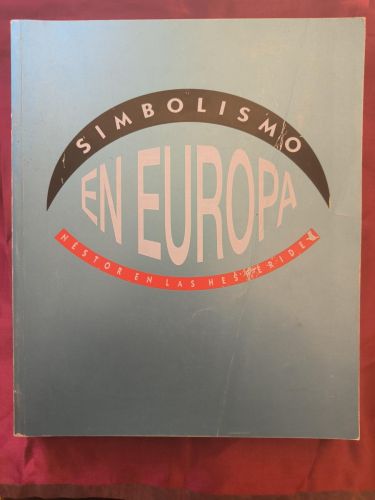 SIMBOLISMO
EN EUROPA
NÉSTOR EN LAS HESPÉRIDES